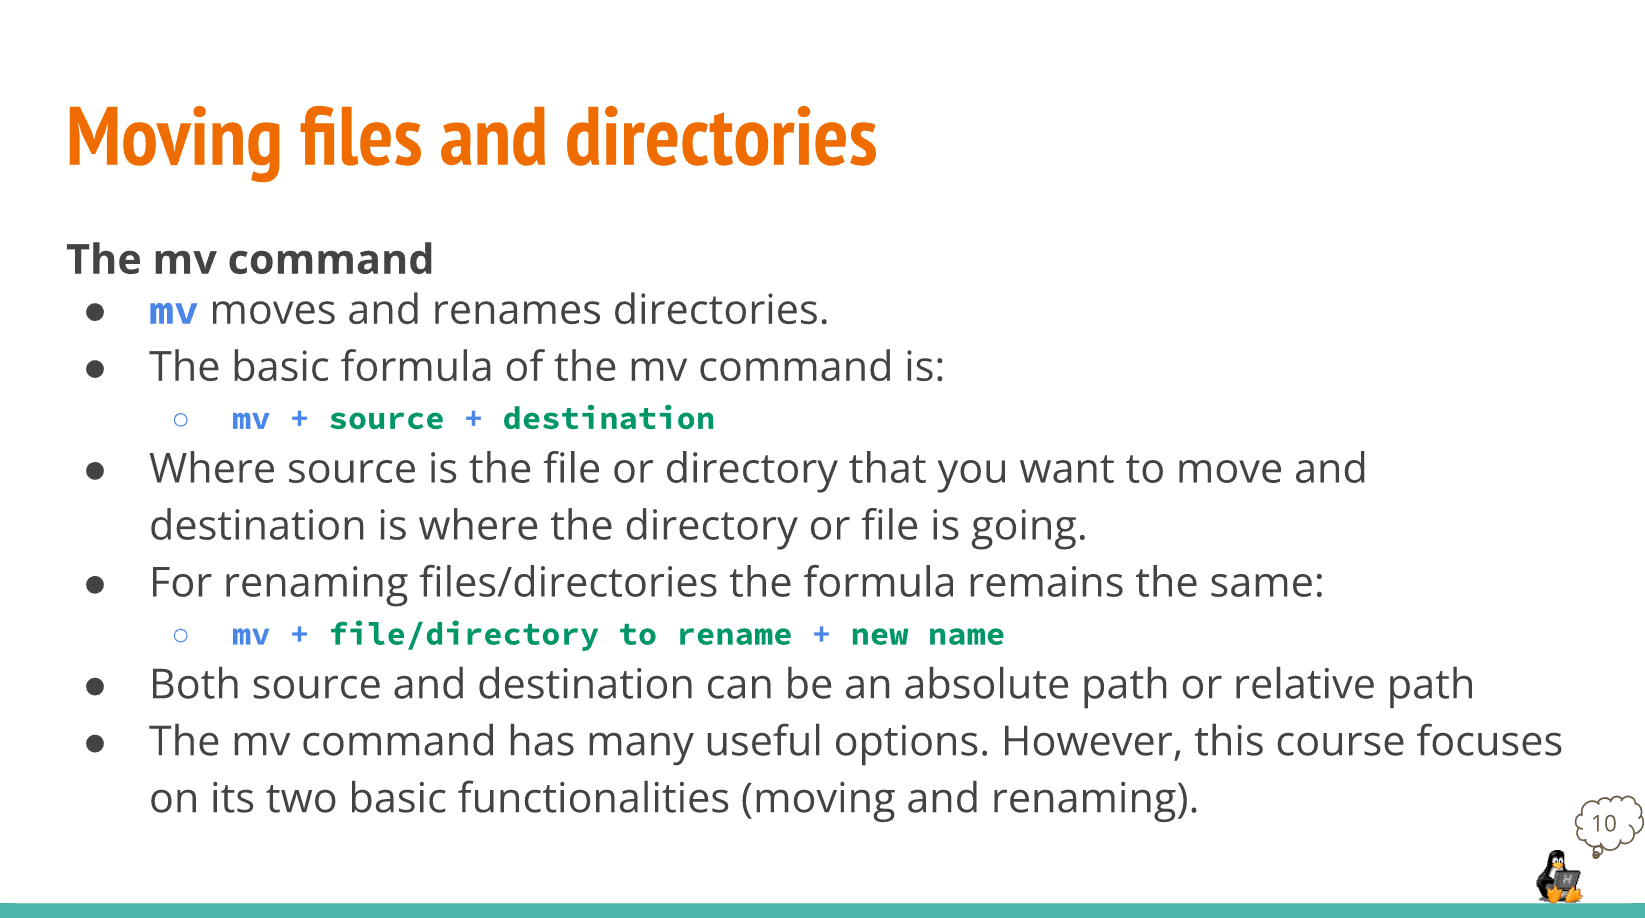 Moving files and directories
The mv command
● mv moves and renames directories.
● The basic formula of the mv command is:
○ mv + source + destination
● Where source is the file or directory that you want to move and
destination is where the directory or file is going.
● For renaming files/directories the formula remains the same:
○ mv + file/directory to rename + new name
● Both source and destination can be an absolute path or relative path
● The mv command has many useful options. However, this course focuses
on its two basic functionalities (moving and renaming).
10
H